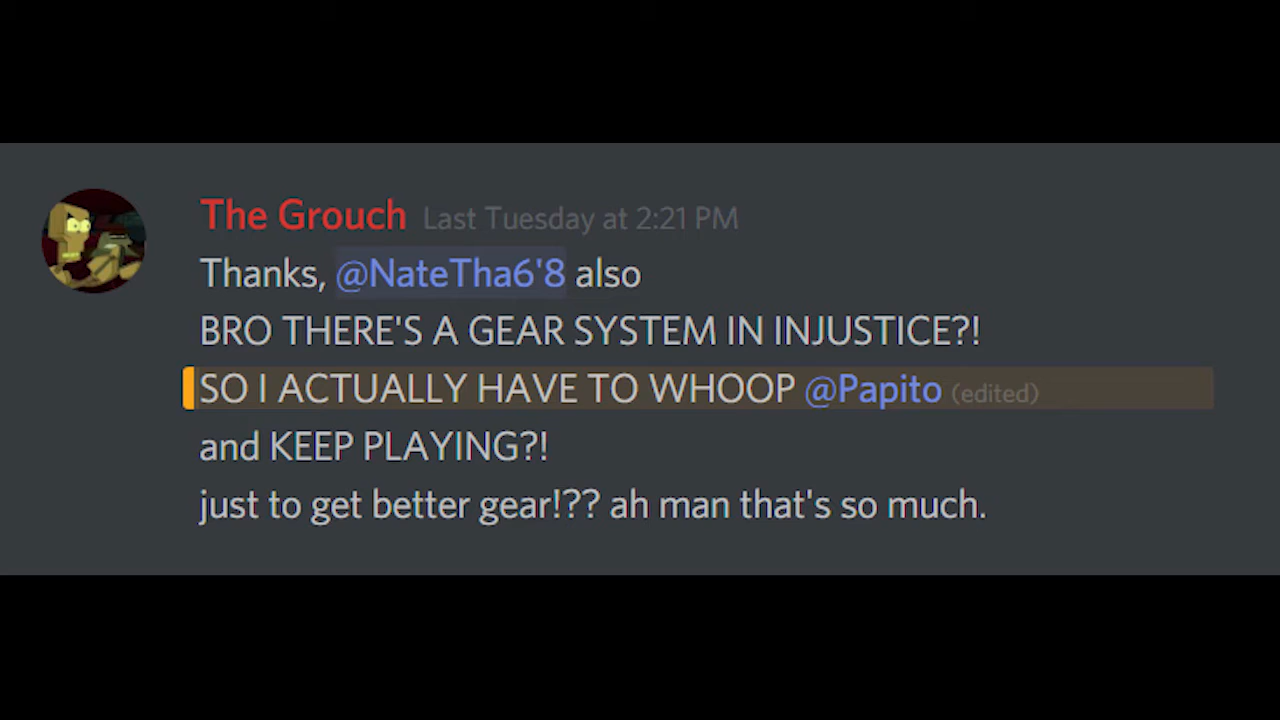 The Grouch Last Tuesday at 2:21 PM
Thanks, @NateTha6'8 also
BRO THERE'S A GEAR SYSTEM IN INJUSTICE?!
SO I ACTUALLY HAVE TO WHOOP @Papito (edited)
and KEEP PLAYING?!
just to get better gear!?? ah man that's so much.